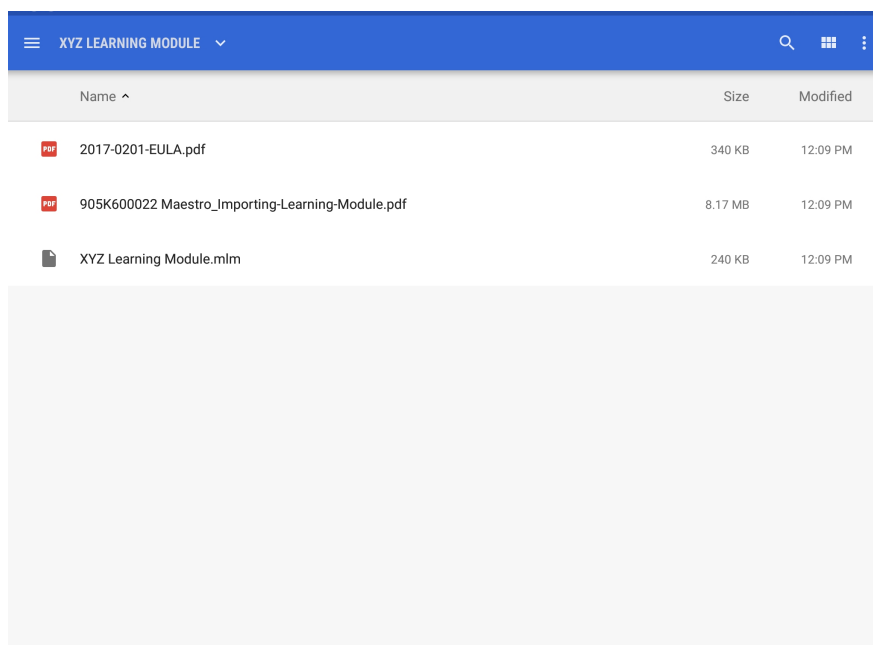 XYZ LEARNING MODULE
Name Size Modified
PDF 2017-0201-EULA.pdf 340 KB 12:09 PM
PDF 905K600022 Maestro_Importing-Learning-Module.pdf 8.17 MB 12:09 PM
XYZ Learning Module.mlm 240 KB 12:09 PM